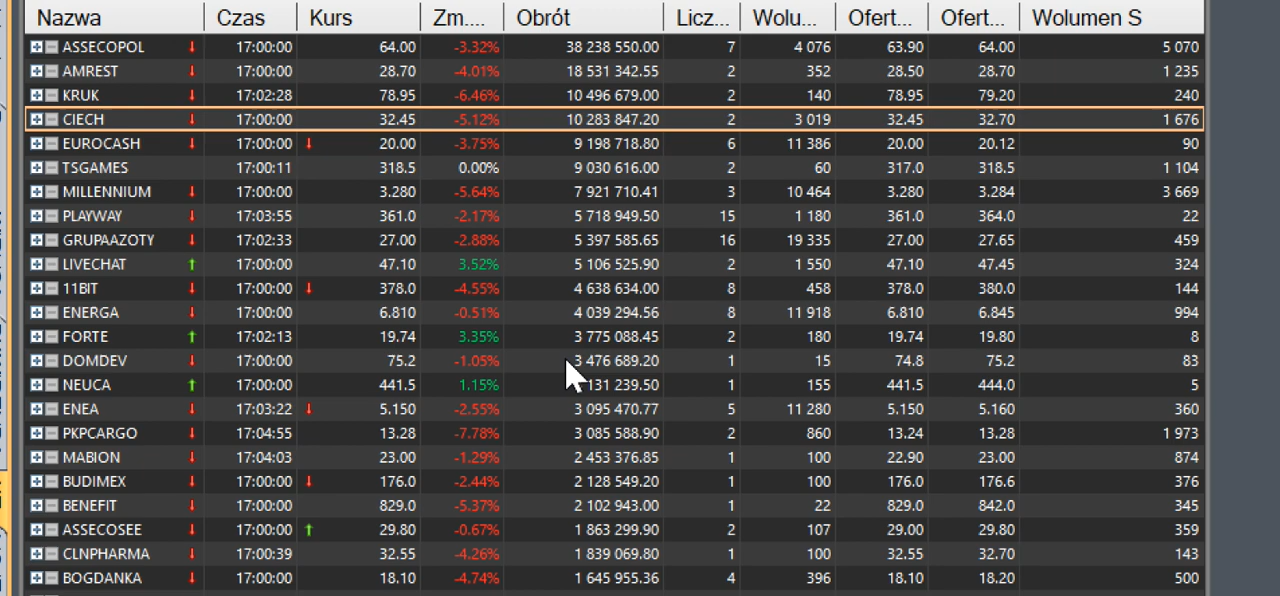 Nazwa Czas Kurs Zm.... Obrót Licz... Wolu... Ofert... Ofert... Wolumen S
ASSECOPOL 17:00:00 64.00 -3.32% 38 238 550.00 7 4 076 63.90 64.00 5 070
AMREST 17:00:00 28.70 -4.01% 18 531 342.55 2 352 28.50 28.70 1 235
KRUK 17:02:28 78.95 -6.46% 10 496 679.00 2 140 78.95 79.20 240
CIECH 17:00:00 32.45 -5.12% 10 283 847.20 2 3 019 32.45 32.70 1 676
EUROCASH 17:00:00 20.00 -3.75% 9 198 718.80 6 11 386 20.00 20.12 90
TSGAMES 17:00:11 318.5 0.00% 9 030 616.00 2 60 317.0 318.5 1 104
MILLENNIUM 17:00:00 3.280 -5.64% 7 921 710.41 3 10 464 3.280 3.284 3 669
PLAYWAY 17:03:55 361.0 -2.17% 5 718 949.50 15 1 180 361.0 364.0 22
GRUPAAZOTY 17:02:33 27.00 -2.88% 5 397 585.65 16 19 335 27.00 27.65 459
LIVECHAT 17:00:00 47.10 3.52% 5 106 525.90 2 1 550 47.10 47.45 324
11BIT 17:00:00 378.0 -4.55% 4 638 634.00 8 458 378.0 380.0 144
ENERGA 17:00:00 6.810 -0.51% 4 039 294.56 8 11 918 6.810 6.845 994
FORTE 17:02:13 19.74 3.35% 3 775 088.45 2 180 19.74 19.80 8
DOMDEV 17:00:00 75.2 -1.05% 3 476 689.20 1 15 74.8 75.2 83
NEUCA 17:00:00 441.5 1.15% 131 239.50 1 155 441.5 444.0 5
ENEA 17:03:22 5.150 -2.55% 3 095 470.77 5 11 280 5.150 5.160 360
PKPCARGO 17:04:55 13.28 -7.78% 3 085 588.90 2 860 13.24 13.28 1 973
MABION 17:04:03 23.00 -1.29% 2 453 376.85 1 100 22.90 23.00 874
BUDIMEX 17:00:00 176.0 -2.44% 2 128 549.20 1 100 176.0 176.6 376
BENEFIT 17:00:00 829.0 -5.37% 2 102 943.00 1 22 829.0 842.0 345
ASSECOSEE 17:00:00 29.80 -0.67% 1 863 299.90 2 107 29.00 29.80 359
CLNPHARMA 17:00:39 32.55 -4.26% 1 839 069.80 1 100 32.55 32.70 143
BOGDANKA 17:00:00 18.10 -4.74% 1 645 955.36 4 396 18.10 18.20 500